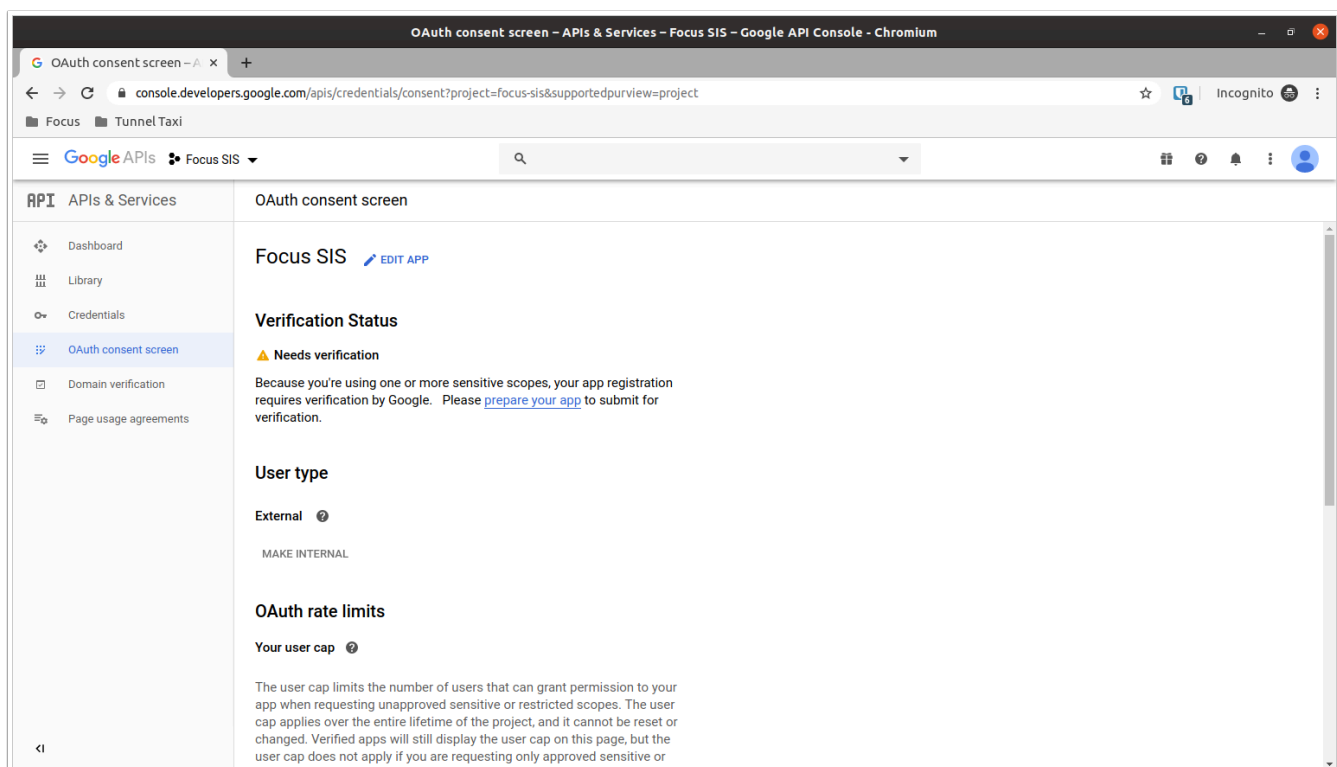 OAuth consent screen – APIs & Services – Focus SIS – Google API Console - Chromium
OAuth consent screen – A
console.developers.google.com/apis/credentials/consent?project=focus-sis&supportedpurview=project
6
Incognito
Focus
Tunnel Taxi
Google APIs
Focus SIS
API APIs & Services
OAuth consent screen
Dashboard
Library
Credentials
OAuth consent screen
Domain verification
Page usage agreements
Focus SIS
EDIT APP
Verification Status
Needs verification
Because you're using one or more sensitive scopes, your app registration
requires verification by Google. Please prepare your app to submit for
verification.
User type
External
MAKE INTERNAL
OAuth rate limits
Your user cap
The user cap limits the number of users that can grant permission to your
app when requesting unapproved sensitive or restricted scopes. The user
cap applies over the entire lifetime of the project, and it cannot be reset or
changed. Verified apps will still display the user cap on this page, but the
user cap does not apply if you are requesting only approved sensitive or